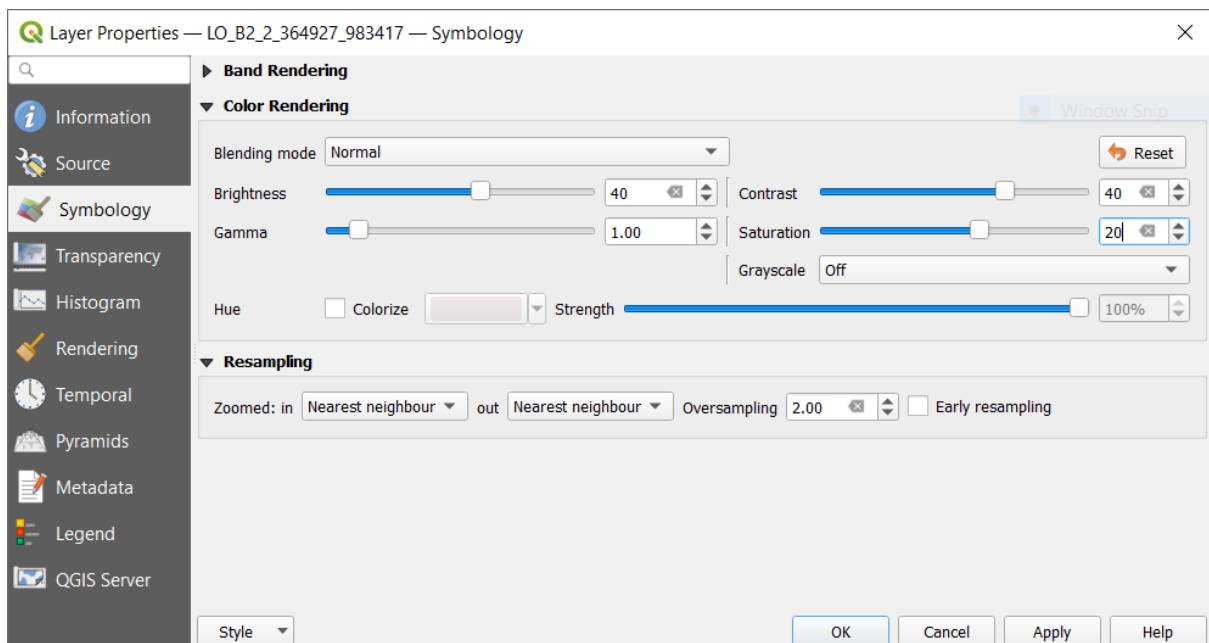 Layer Properties — LO_B2_2_364927_983417 — Symbology
Information
Source
Symbology
Transparency
Histogram
Rendering
Temporal
Pyramids
Metadata
Legend
QGIS Server
Band Rendering
Color Rendering
Window Snip
Blending mode Normal Reset
Brightness 40 Contrast 40
Gamma 1.00 Saturation 20
Grayscale Off
Hue Colorize Strength 100%
Resampling
Zoomed: in Nearest neighbour out Nearest neighbour Oversampling 2.00 Early resampling
Style OK Cancel Apply Help